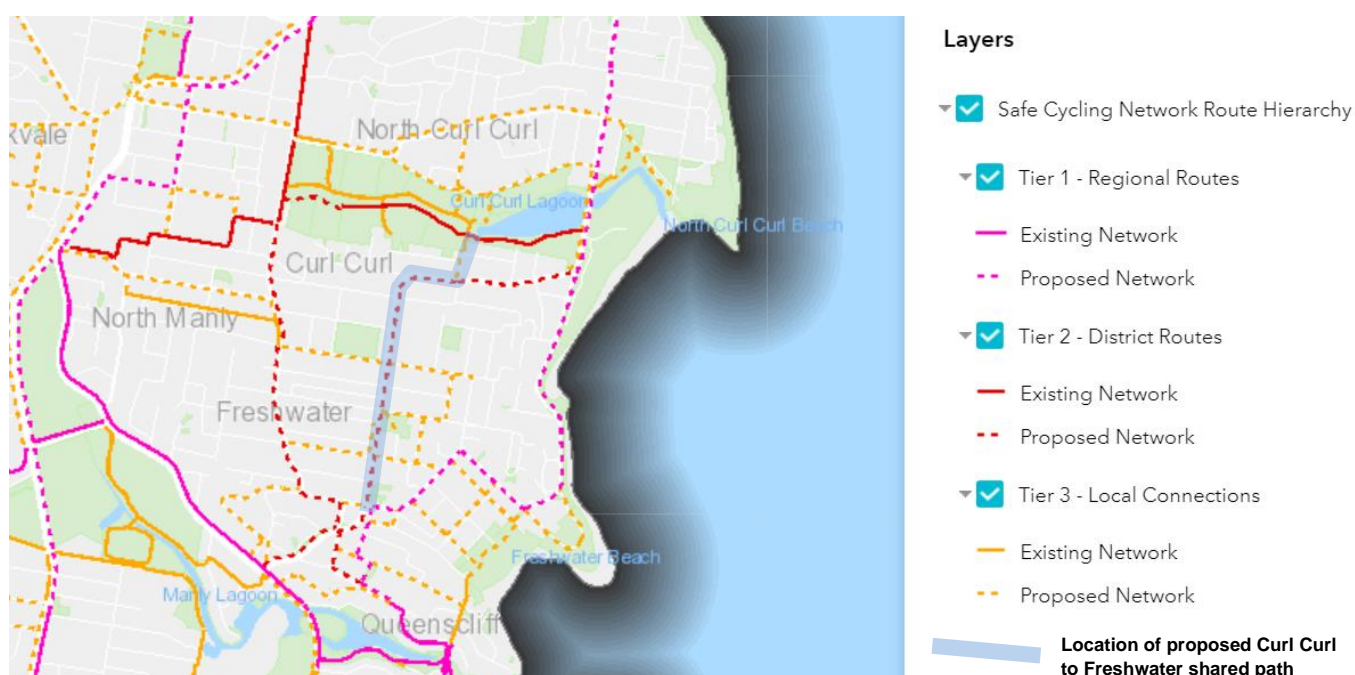 North Curl Curl
kvale
Curl Curl Lagoon
North Curl Curl Beach
Curl Curl
North Manly
Freshwater
Freshwater Beach
Manly Lagoon
Queenscliff
Layers
Safe Cycling Network Route Hierarchy
Tier 1 - Regional Routes
Existing Network
Proposed Network
Tier 2 - District Routes
Existing Network
Proposed Network
Tier 3 - Local Connections
Existing Network
Proposed Network
Location of proposed Curl Curl
to Freshwater shared path